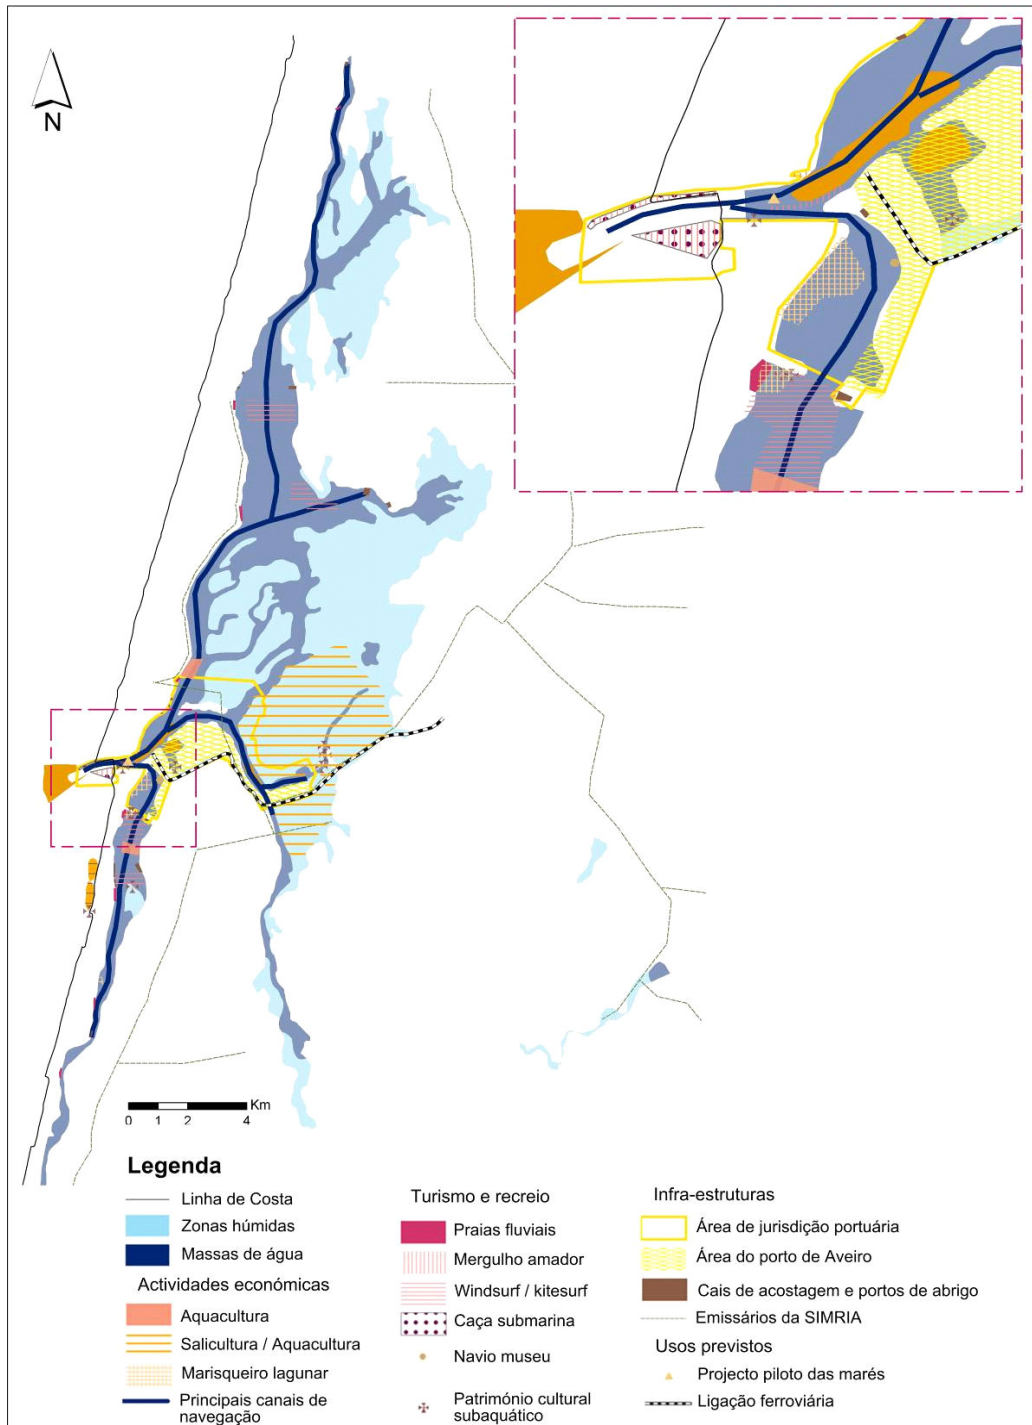 N
Km
0 1 2 4
Legenda
Linha de Costa
Zonas húmidas
Massas de água
Actividades económicas
Aquacultura
Salicultura / Aquacultura
Marisqueiro lagunar
Principais canais de
navegação
Turismo e recreio
Praias fluviais
Mergulho amador
Windsurf / kitesurf
Caça submarina
Navio museu
Património cultural
subaquático
Infra-estruturas
Área de jurisdição portuária
Área do porto de Aveiro
Cais de acostagem e portos de abrigo
Emissários da SIMRIA
Usos previstos
Projecto piloto das marés
Ligação ferroviária